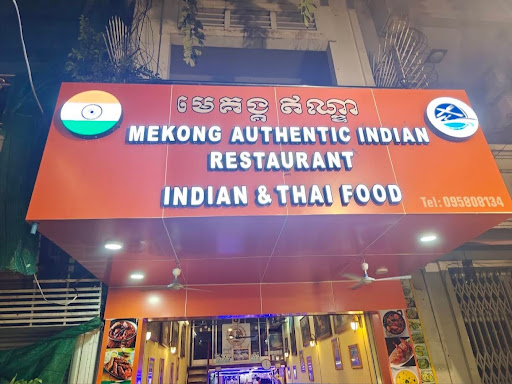 មេគង្គ ឥណ្ឌា
MEKONG AUTHENTIC INDIAN
RESTAURANT
INDIAN & THAI FOOD
Tel: 095808134